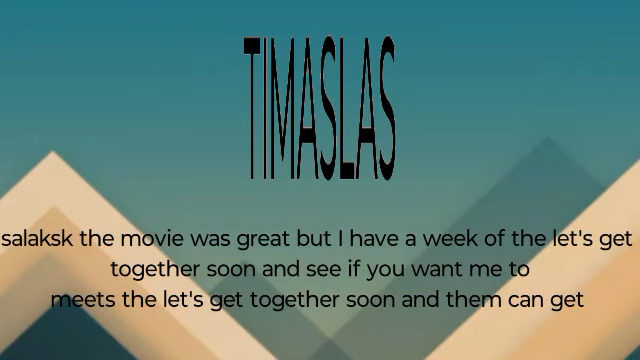 TIMASLAS
salaksk the movie was great but I have a week of the let's get
together soon and see if you want me to
meets the let's get together soon and them can get